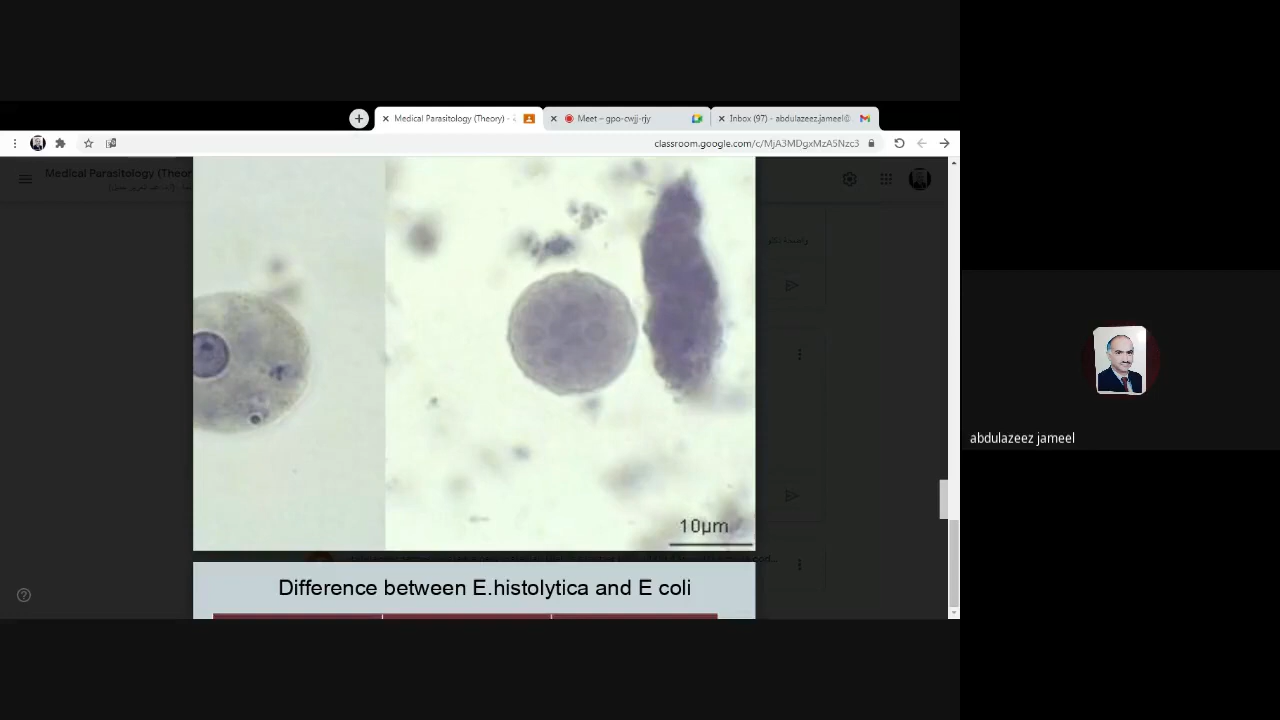 Medical Parasitology (Theory) -
Meet – gpo-cwjj-rjy
Inbox (97) - abdulazeez.jameel@
classroom.google.com/c/MjA3MDgxMzA5Nzc3
Medical Parasitology (Theor
10µm
abdulazeez jameel
Difference between E.histolytica and E coli